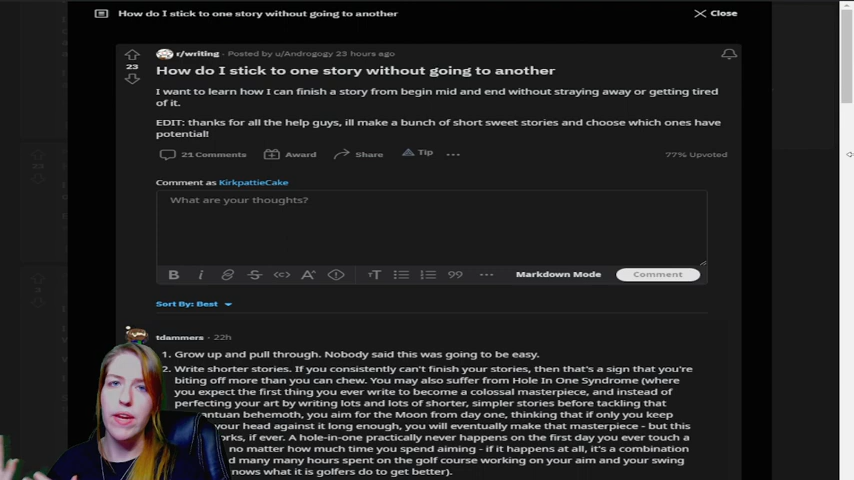 How do I stick to one story without going to another
Close
r/writing · Posted by u/Androgogy 23 hours ago
23
How do I stick to one story without going to another
I want to learn how I can finish a story from begin mid and end without straying away or getting tired
of it.
EDIT: thanks for all the help guys, ill make a bunch of short sweet stories and choose which ones have
potential!
21 Comments Award Share Tip ... 77% Upvoted
Comment as KirkpattieCake
What are your thoughts?
B i S <c> A T 99 ... Markdown Mode Comment
Sort By: Best
tdammers · 22h
1. Grow up and pull through. Nobody said this was going to be easy.
2. Write shorter stories. If you consistently can't finish your stories, then that's a sign that you're
biting off more than you can chew. You may also suffer from Hole In One Syndrome (where
you expect the first thing you ever write to become a colossal masterpiece, and instead of
perfecting your art by writing lots and lots of shorter, simpler stories before tackling that
antuan behemoth, you aim for the Moon from day one, thinking that if only you keep
your head against it long enough, you will eventually make that masterpiece - but this
orks, if ever. A hole-in-one practically never happens on the first day you ever touch a
no matter how much time you spend aiming - if it happens at all, it's a combination
d many many hours spent on the golf course working on your aim and your swing
nows what it is golfers do to get better).